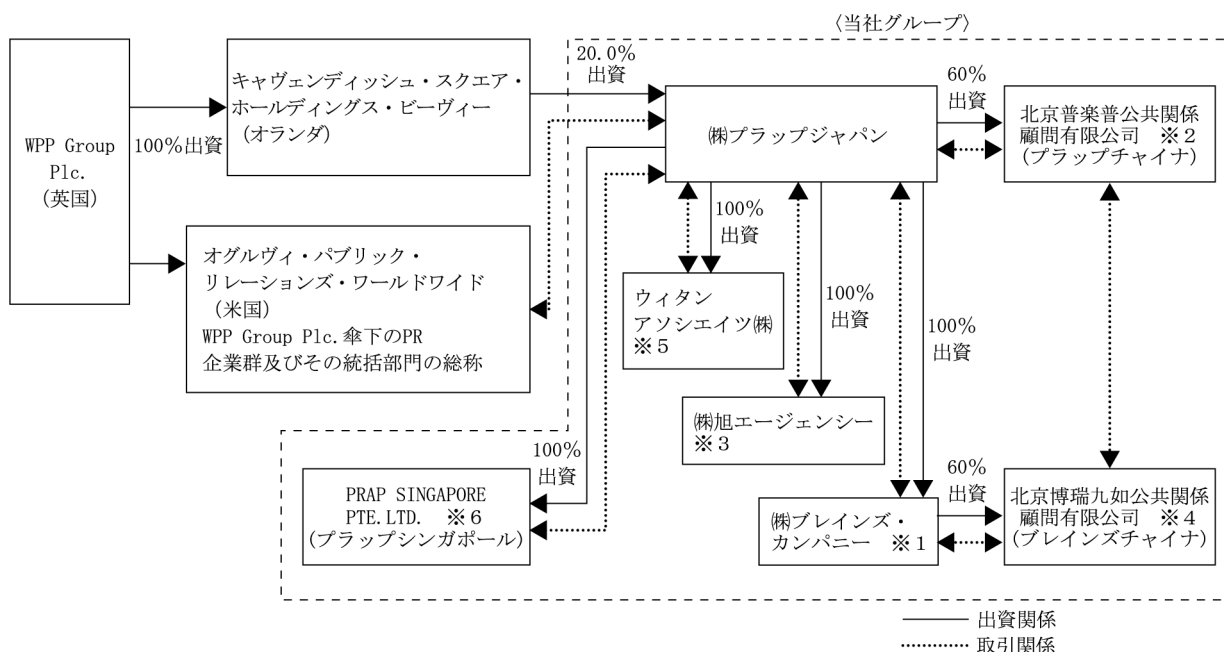 〈当社グループ〉
WPP Group
Plc.
(英国)
100%出資
キャヴェンディッシュ・スクエア・
ホールディングス・ビーヴィー
(オランダ)
20.0%
出資
㈱プラップジャパン
60%
出資
北京普楽普公共関係
顧問有限公司 ※2
(プラップチャイナ)
オグルヴィ・パブリック・
リレーションズ・ワールドワイド
(米国)
WPP Group Plc.傘下のPR
企業群及びその統括部門の総称
100%
出資
ウィタン
アソシエイツ㈱
※5
100%
出資
㈱旭エージェンシー
※3
100%
出資
100%
出資
PRAP SINGAPORE
PTE.LTD. ※6
(プラップシンガポール)
㈱ブレインズ・
カンパニー ※1
60%
出資
北京博瑞九如公共関係
顧問有限公司 ※4
(ブレインズチャイナ)
出資関係
取引関係